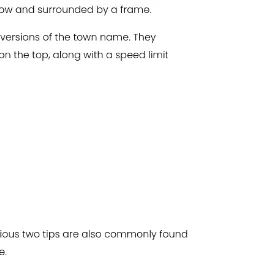 ow and surrounded by a frame.
versions of the town name. They
on the top, along with a speed limit
ious two tips are also commonly found
e.